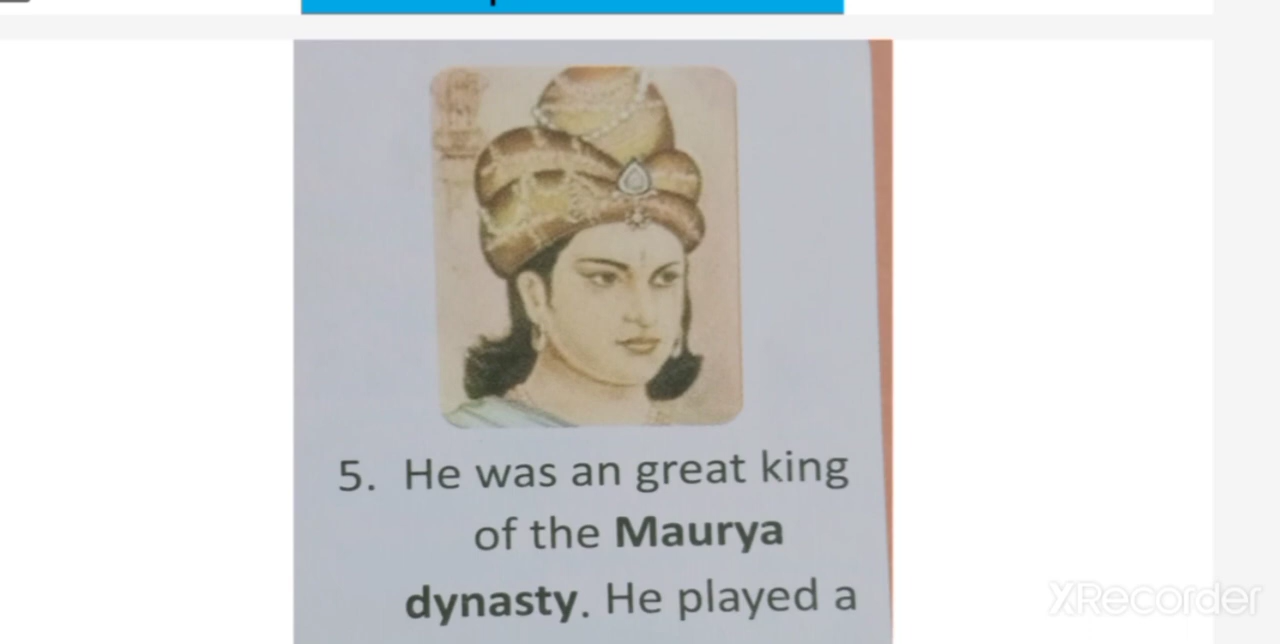 5. He was an great king
of the Maurya
dynasty. He played a
XRecorder